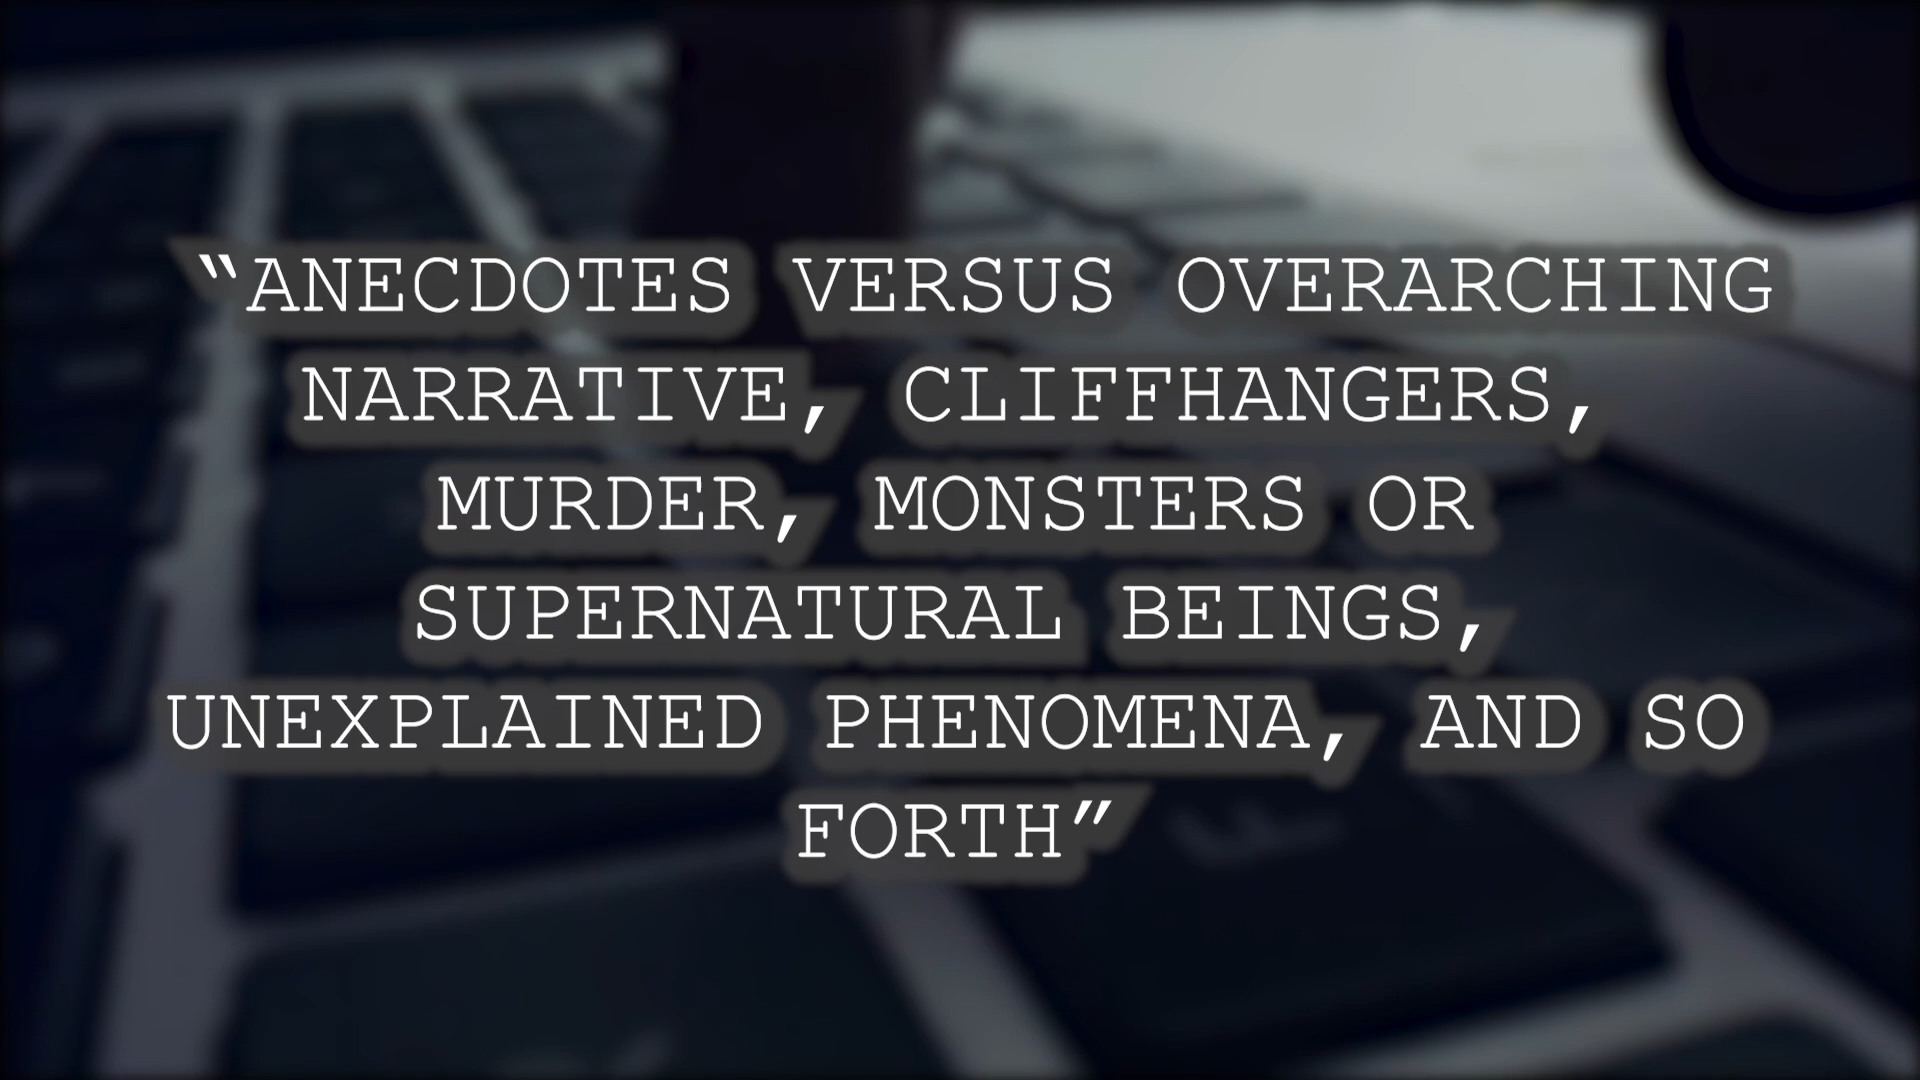 “ANECDOTES VERSUS OVERARCHING
NARRATIVE, CLIFFHANGERS,
MURDER, MONSTERS OR
SUPERNATURAL BEINGS,
UNEXPLAINED PHENOMENA, AND SO
FORTH”